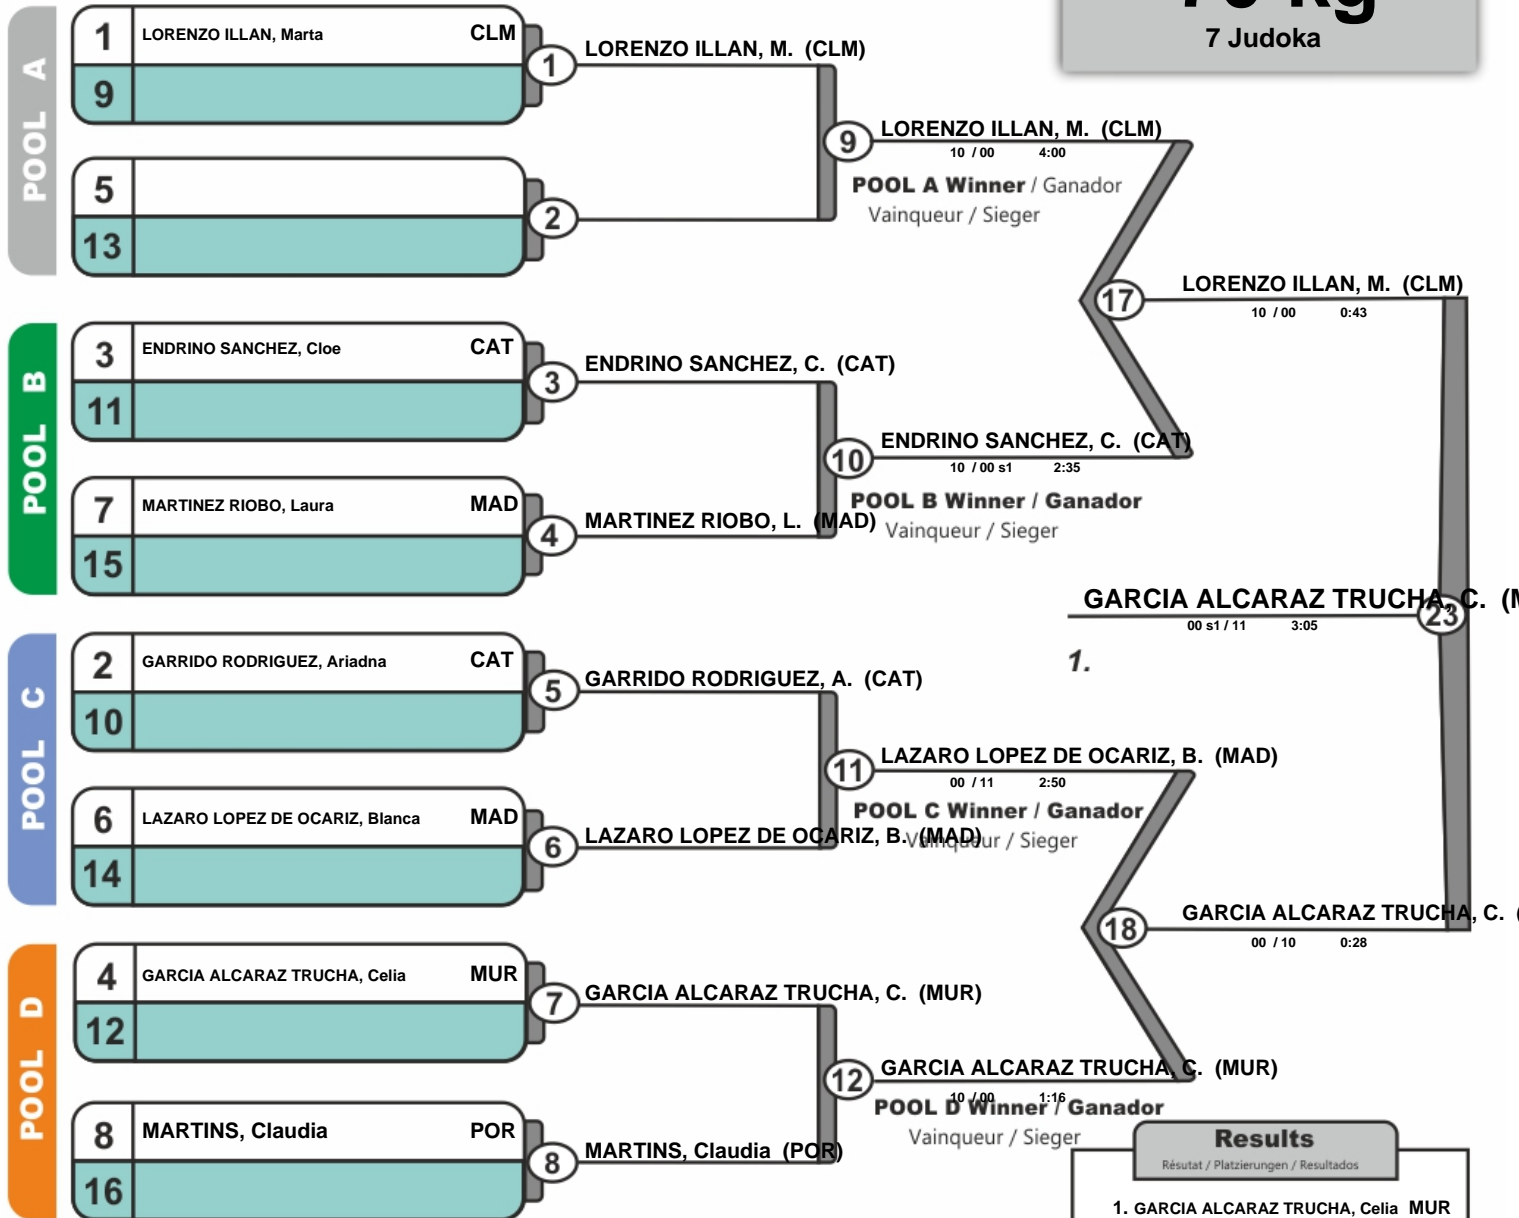 7 Judoka
POOL A
1 LORENZO ILLAN, Marta CLM
9
1 LORENZO ILLAN, M. (CLM)
5
13
2
9 LORENZO ILLAN, M. (CLM)
10 / 00 4:00
POOL A Winner / Ganador
Vainqueur / Sieger
17 LORENZO ILLAN, M. (CLM)
10 / 00 0:43
POOL B
3 ENDRINO SANCHEZ, Cloe CAT
11
3 ENDRINO SANCHEZ, C. (CAT)
7 MARTINEZ RIOBO, Laura MAD
15
4 MARTINEZ RIOBO, L. (MAD)
10 ENDRINO SANCHEZ, C. (CAT)
10 / 00 s1 2:35
POOL B Winner / Ganador
Vainqueur / Sieger
GARCIA ALCARAZ TRUCHA, C. 23
00 s1 / 11 3:05
1.
POOL C
2 GARRIDO RODRIGUEZ, Ariadna CAT
10
5 GARRIDO RODRIGUEZ, A. (CAT)
6 LAZARO LOPEZ DE OCARIZ, Blanca MAD
14
6 LAZARO LOPEZ DE OCARIZ, B. (MAD)
11 LAZARO LOPEZ DE OCARIZ, B. (MAD)
00 / 11 2:50
POOL C Winner / Ganador
Vainqueur / Sieger
18 GARCIA ALCARAZ TRUCHA, C.
00 / 10 0:28
POOL D
4 GARCIA ALCARAZ TRUCHA, Celia MUR
12
7 GARCIA ALCARAZ TRUCHA, C. (MUR)
8 MARTINS, Claudia POR
16
8 MARTINS, Claudia (POR)
12 GARCIA ALCARAZ TRUCHA, C. (MUR)
10 / 00 1:16
POOL D Winner / Ganador
Vainqueur / Sieger
Results
Résutat / Platzierungen / Resultados
1. GARCIA ALCARAZ TRUCHA, Celia MUR